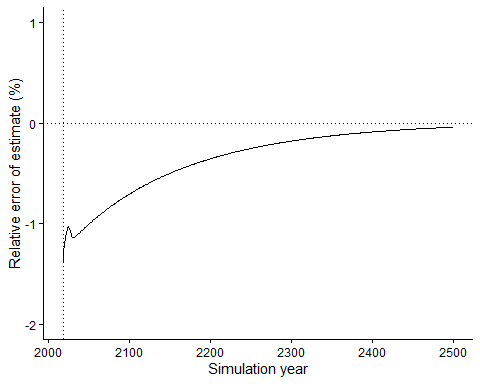 Relative error of estimate (%)
1
0
-1
-2
2000 2100 2200 2300 2400 2500
Simulation year